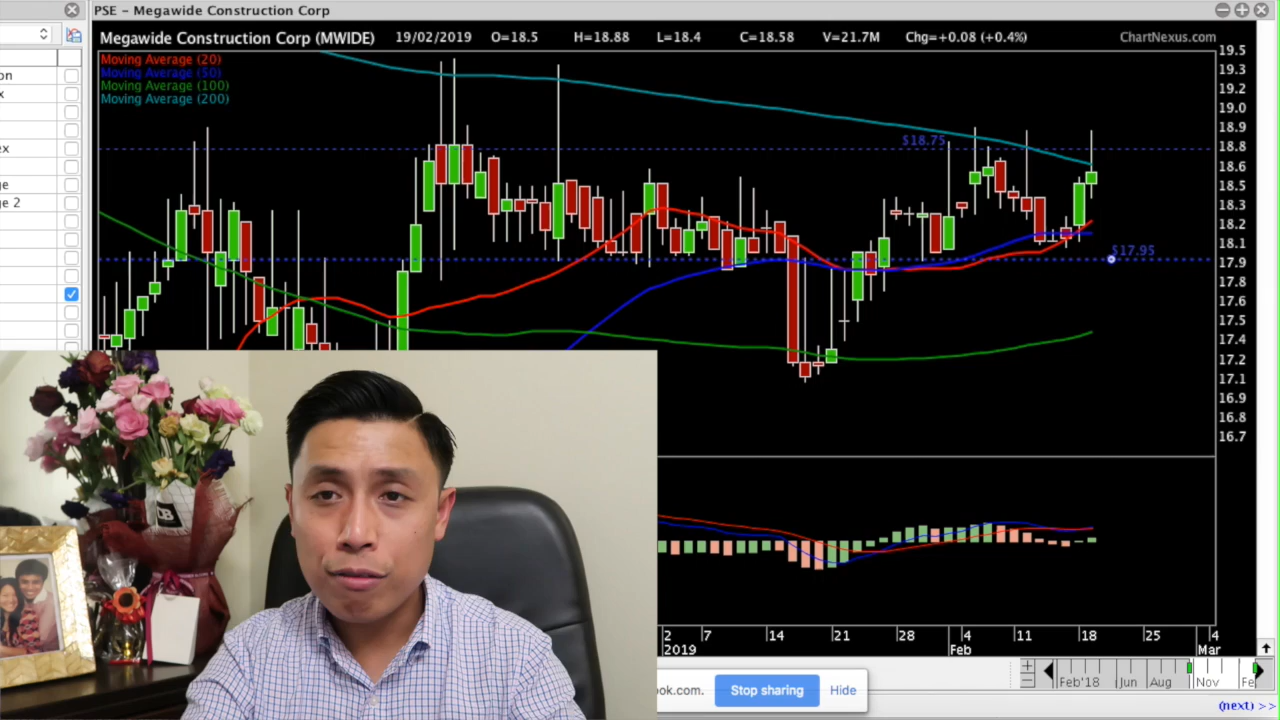 PSE - Megawide Construction Corp
Megawide Construction Corp (MWIDE) 19/02/2019 O=18.5 H=18.88 L=18.4 C=18.58 V=21.7M Chg=+0.08 (+0.4%) ChartNexus.com
Moving Average (20)
Moving Average (50)
Moving Average (100)
Moving Average (200)
on
x
ex
ge
e 2
$18.75
$17.95
19.5
19.3
19.2
19.0
18.9
18.8
18.6
18.5
18.3
18.2
18.1
17.9
17.8
17.6
17.5
17.4
17.2
17.1
16.9
16.8
16.7
2 7 14 21 28 4 11 18 25 4
2019 Feb Mar
Feb'18 Jun Aug Nov Fe
ook.com. Stop sharing Hide
(next) >>